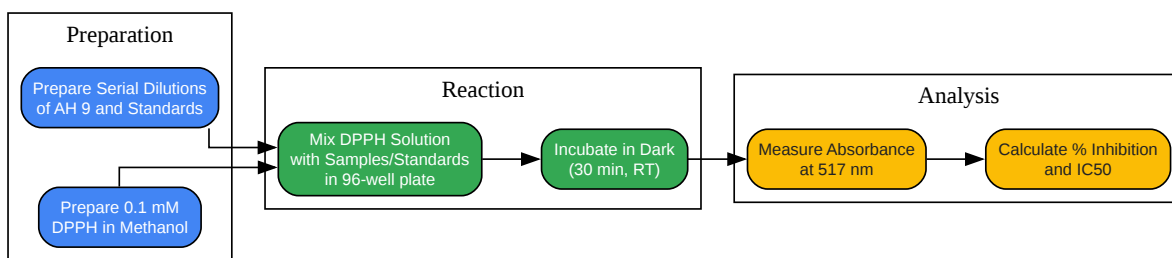 Preparation
Prepare Serial Dilutions
of AH 9 and Standards
Prepare 0.1 mM
DPPH in Methanol
Reaction
Mix DPPH Solution
with Samples/Standards
in 96-well plate
Incubate in Dark
(30 min, RT)
Analysis
Measure Absorbance
at 517 nm
Calculate % Inhibition
and IC50